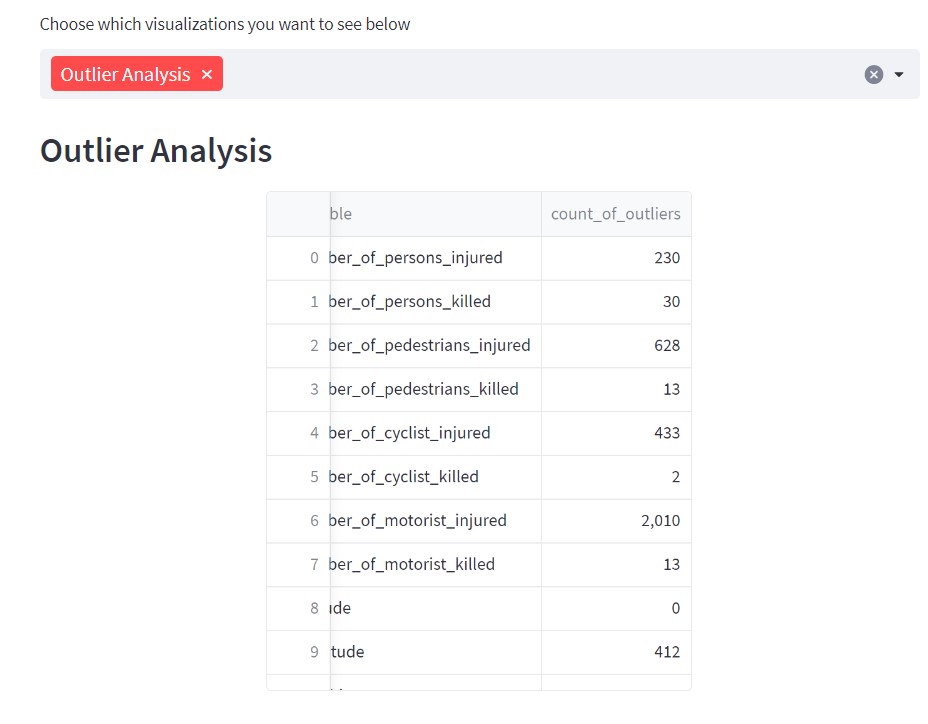 Choose which visualizations you want to see below
Outlier Analysis ×
Outlier Analysis
ble count_of_outliers
0 ber_of_persons_injured 230
1 ber_of_persons_killed 30
2 ber_of_pedestrians_injured 628
3 ber_of_pedestrians_killed 13
4 ber_of_cyclist_injured 433
5 ber_of_cyclist_killed 2
6 ber_of_motorist_injured 2,010
7 ber_of_motorist_killed 13
8 ude 0
9 tude 412